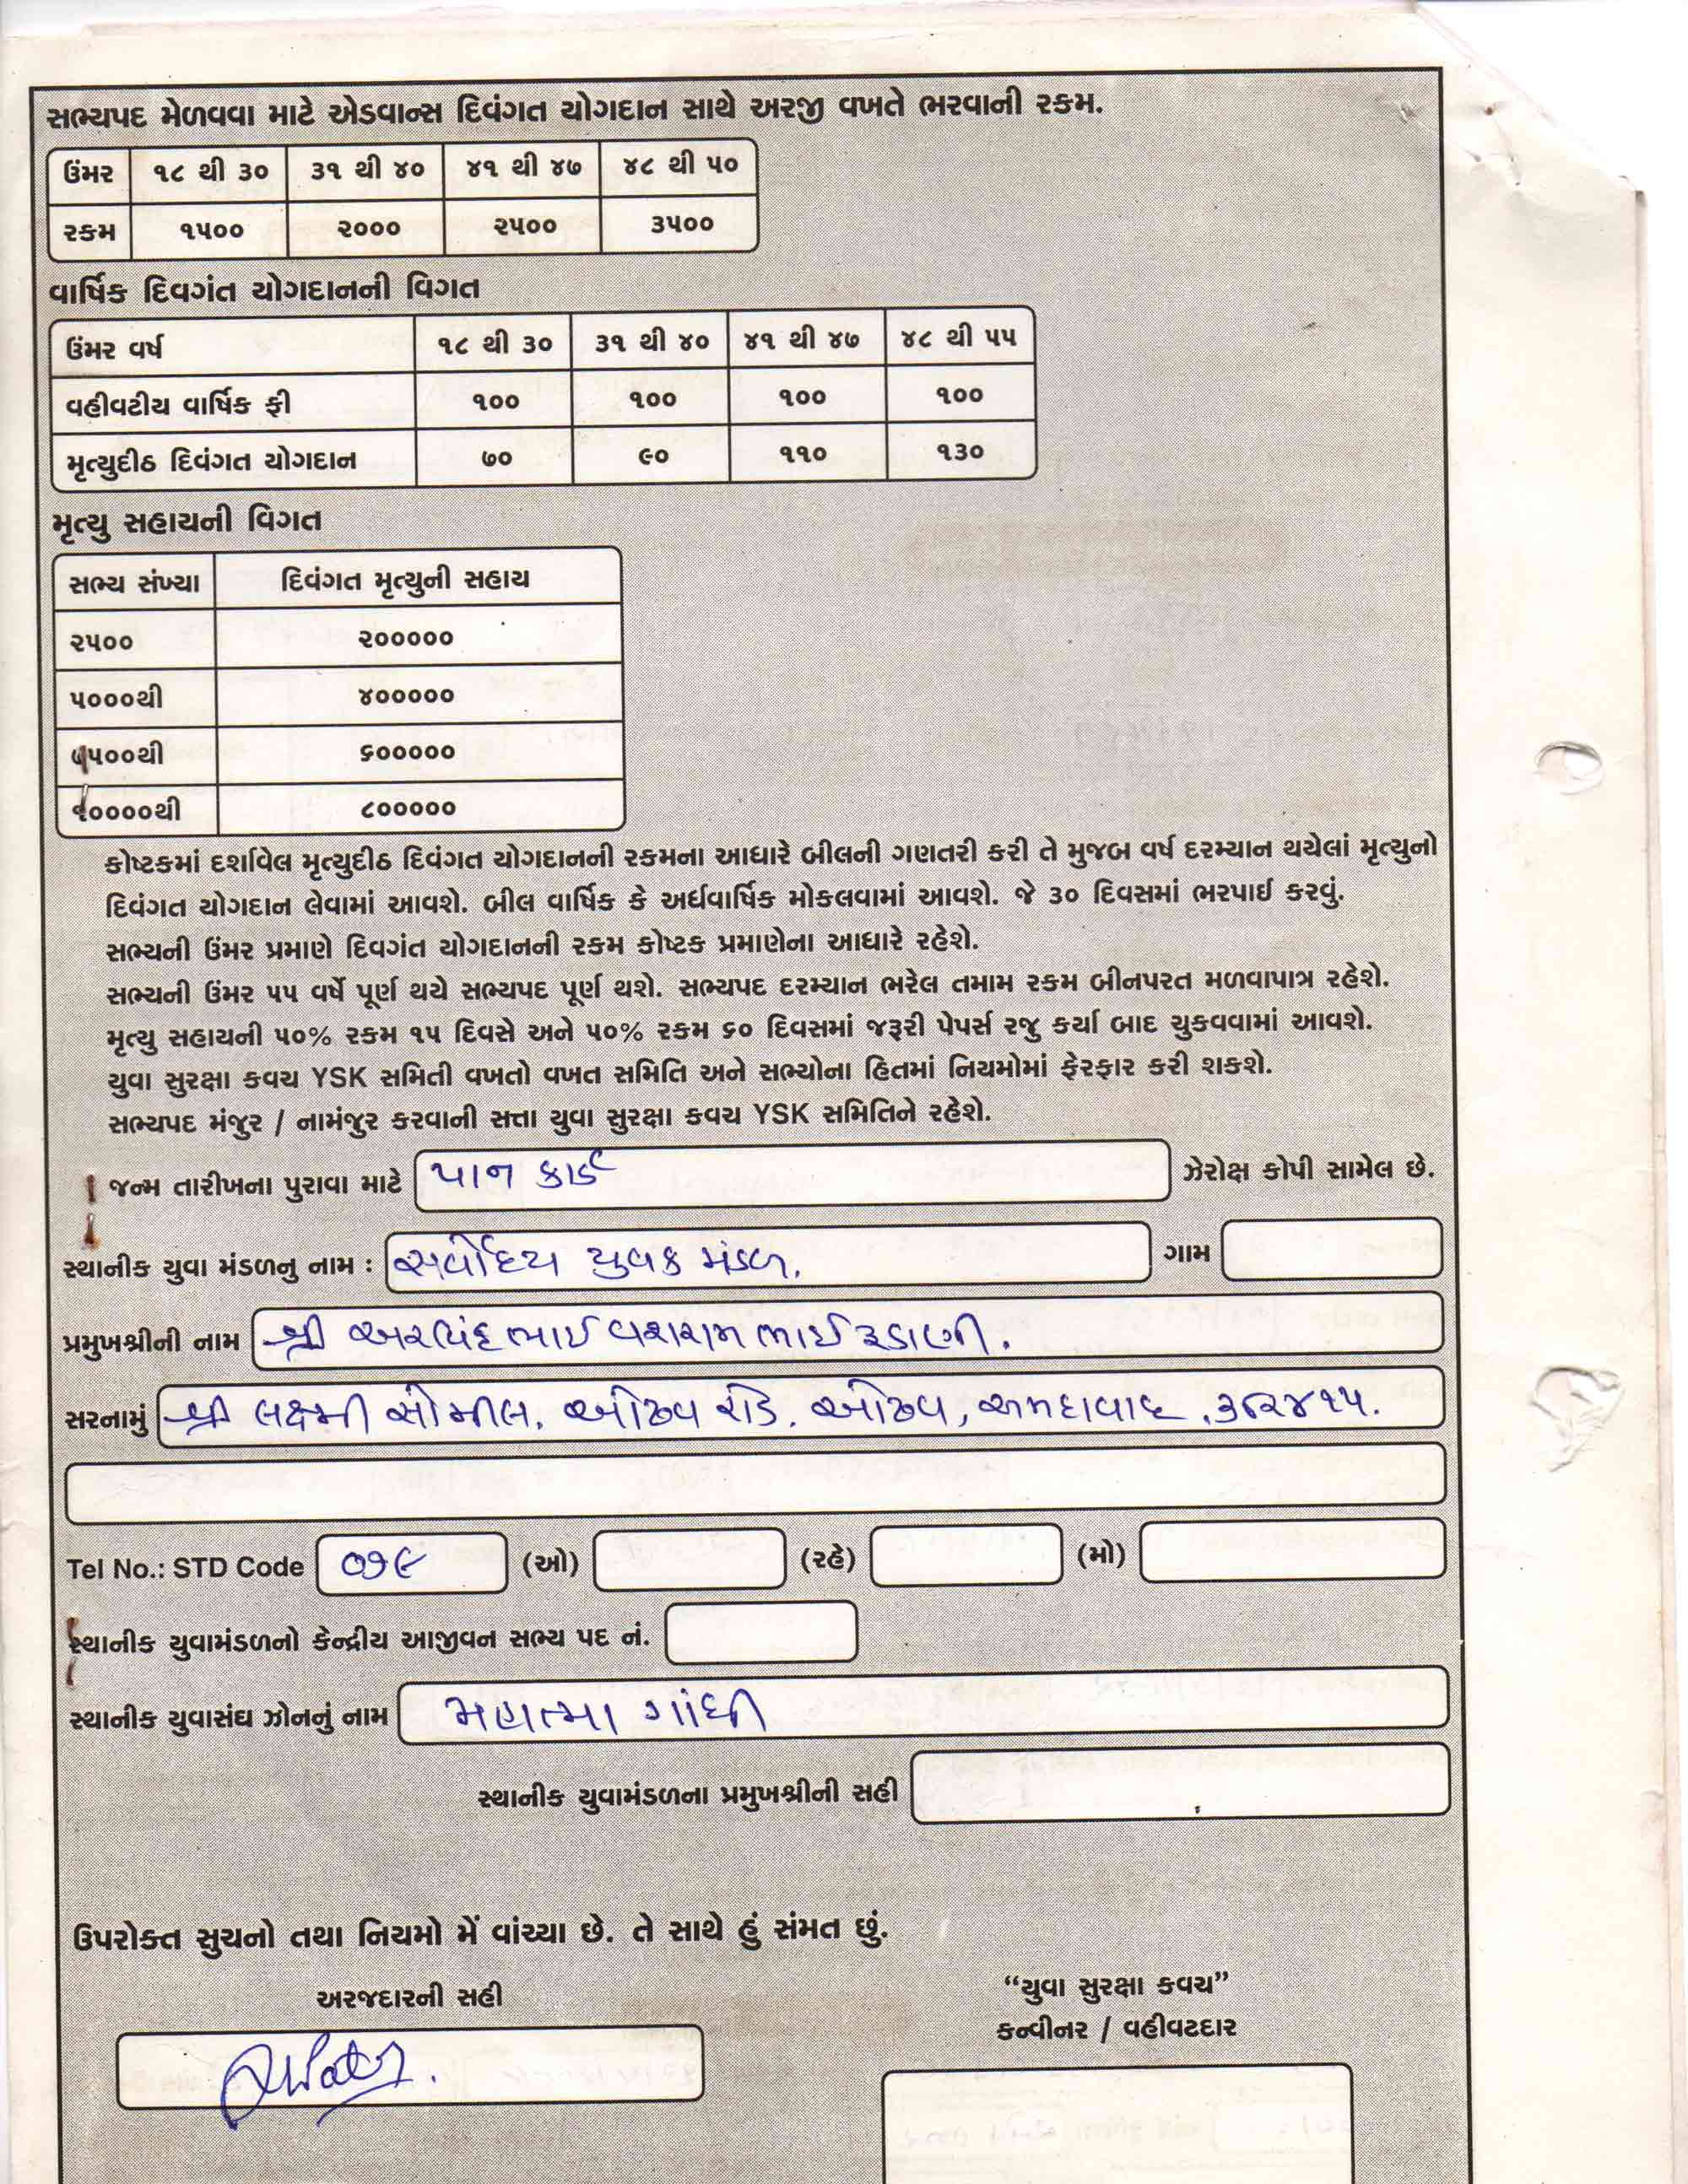 સભ્યપદ મેળવવા માટે એડવાન્સ દિવંગત યોગદાન સાથે અરજી વખતે ભરવાની રકમ.
ઉંમર ૧૮ થી ૩૦ ૩૧ થી ૪૦ ૪૧ થી ૪૭ ૪૮ થી ૫૦
રકમ ૧૫૦૦ ૨૦૦૦ ૨૫૦૦ ૩૫૦૦
વાર્ષિક દિવગંત યોગદાનની વિગત
ઉંમર વર્ષ ૧૮ થી ૩૦ ૩૧ થી ૪૦ ૪૧ થી ૪૭ ૪૮ થી ૫૫
વહીવટીય વાર્ષિક ફી ૧૦૦ ૧૦૦ ૧૦૦ ૧૦૦
મૃત્યુદીઠ દિવંગત યોગદાન ૭૦ ૯૦ ૧૧૦ ૧૩૦
મૃત્યુ સહાયની વિગત
સભ્ય સંખ્યા દિવંગત મૃત્યુની સહાય
૨૫૦૦ ૨૦૦૦૦૦
૫૦૦૦થી ૪૦૦૦૦૦
૭૫૦૦થી ૬૦૦૦૦૦
૧૦૦૦૦થી ૮૦૦૦૦૦
કોષ્ટકમાં દર્શાવેલ મૃત્યુદીઠ દિવંગત યોગદાનની રકમના આધારે બીલની ગણતરી કરી તે મુજબ વર્ષ દરમ્યાન થયેલાં મૃત્યુનો
દિવંગત યોગદાન લેવામાં આવશે. બીલ વાર્ષિક કે અર્ધવાર્ષિક મોકલવામાં આવશે. જે ૩૦ દિવસમાં ભરપાઈ કરવું.
સભ્યની ઉંમર પ્રમાણે દિવગંત યોગદાનની રકમ કોષ્ટક પ્રમાણેના આધારે રહેશે.
સભ્યની ઉંમર ૫૫ વર્ષે પૂર્ણ થયે સભ્યપદ પૂર્ણ થશે. સભ્યપદ દરમ્યાન ભરેલ તમામ રકમ બીનપરત મળવાપાત્ર રહેશે.
મૃત્યુ સહાયની ૫૦% રકમ ૧૫ દિવસે અને ૫૦% રકમ ૬૦ દિવસમાં જરૂરી પેપર્સ રજુ કર્યા બાદ ચુકવવામાં આવશે.
યુવા સુરક્ષા કવચ YSK સમિતી વખતો વખત સમિતિ અને સભ્યોના હિતમાં નિયમોમાં ફેરફાર કરી શકશે.
સભ્યપદ મંજુર / નામંજુર કરવાની સત્તા યુવા સુરક્ષા કવચ YSK સમિતિને રહેશે.
જન્મ તારીખના પુરાવા માટે પાન કાર્ડ ઝેરોક્ષ કોપી સામેલ છે.
સ્થાનીક યુવા મંડળનુ નામ : સર્વોદય યુવક મંડળ. ગામ
પ્રમુખશ્રીની નામ શ્રી અરવિંદભાઈ વશરામભાઈ રૂડાણી.
સરનામું શ્રી લક્ષ્મી સોમીલ. ઓઢવ રોડ. ઓઢવ, અમદાવાદ .૩૮૨૪૧૫.
Tel No.: STD Code ૦૭૯ (ઓ) (રહે) (મો)
સ્થાનીક યુવામંડળનો કેન્દ્રીય આજીવન સભ્ય પદ નં.
સ્થાનીક યુવાસંઘ ઝોનનું નામ મહાત્મા ગાંધી
સ્થાનીક યુવામંડળના પ્રમુખશ્રીની સહી
ઉપરોક્ત સુચનો તથા નિયમો મેં વાંચ્યા છે. તે સાથે હું સંમત છું.
અરજદારની સહી
“યુવા સુરક્ષા કવચ”
કન્વીનર / વહીવટદાર